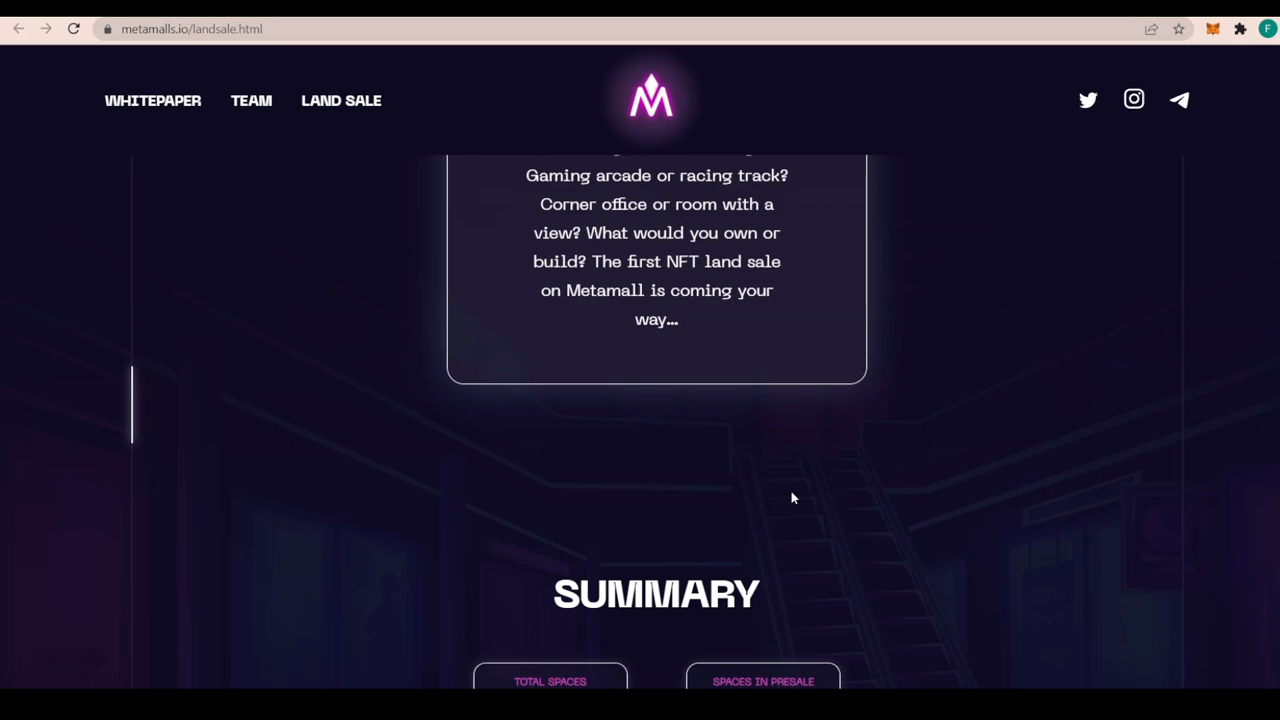 metamalls.io/landsale.html
F
WHITEPAPER TEAM LAND SALE
M
Gaming arcade or racing track?
Corner office or room with a
view? What would you own or
build? The first NFT land sale
on Metamall is coming your
way...
SUMMARY
TOTAL SPACES SPACES IN PRESALE